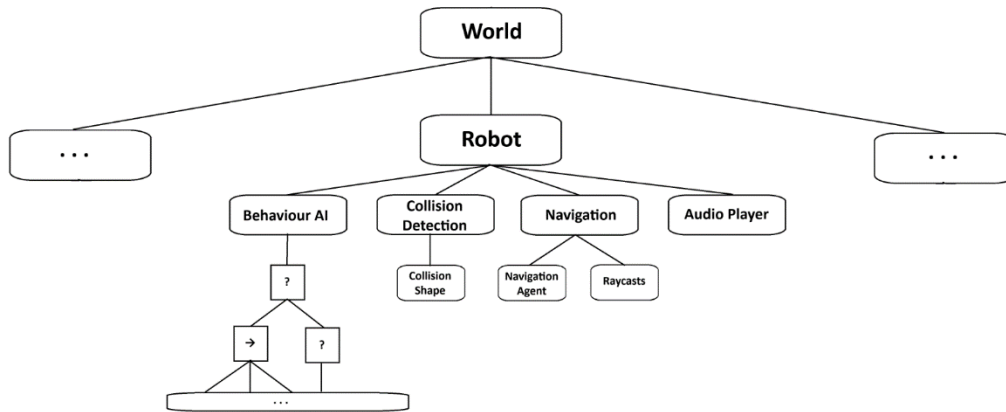 World
...
Robot
...
Behaviour AI
Collision
Detection
Navigation
Audio Player
?
Collision
Shape
Navigation
Agent
Raycasts
→
?
...